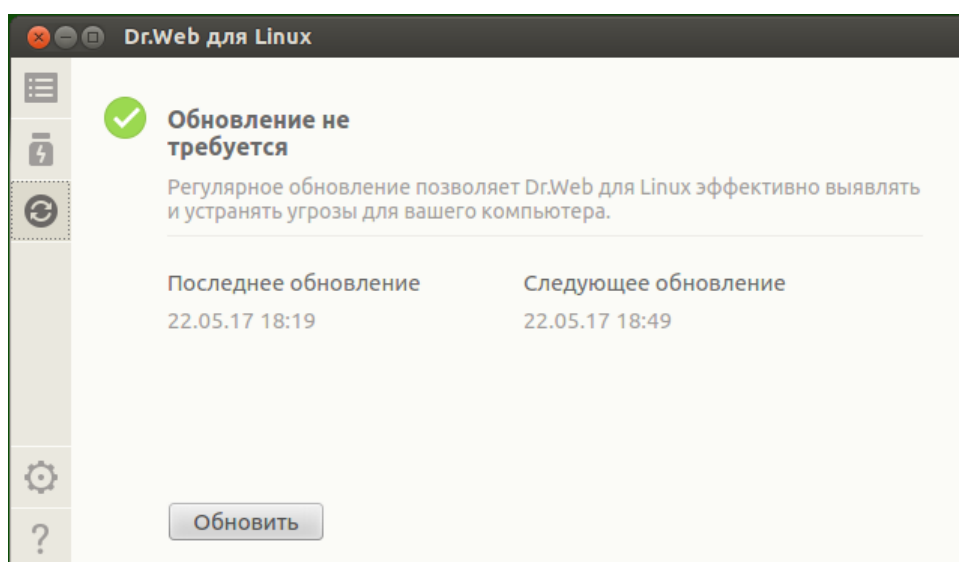 Dr.Web для Linux
Обновление не
требуется
Регулярное обновление позволяет Dr.Web для Linux эффективно выявлять
и устранять угрозы для вашего компьютера.
Последнее обновление
Следующее обновление
22.05.17 18:19
22.05.17 18:49
Обновить
?